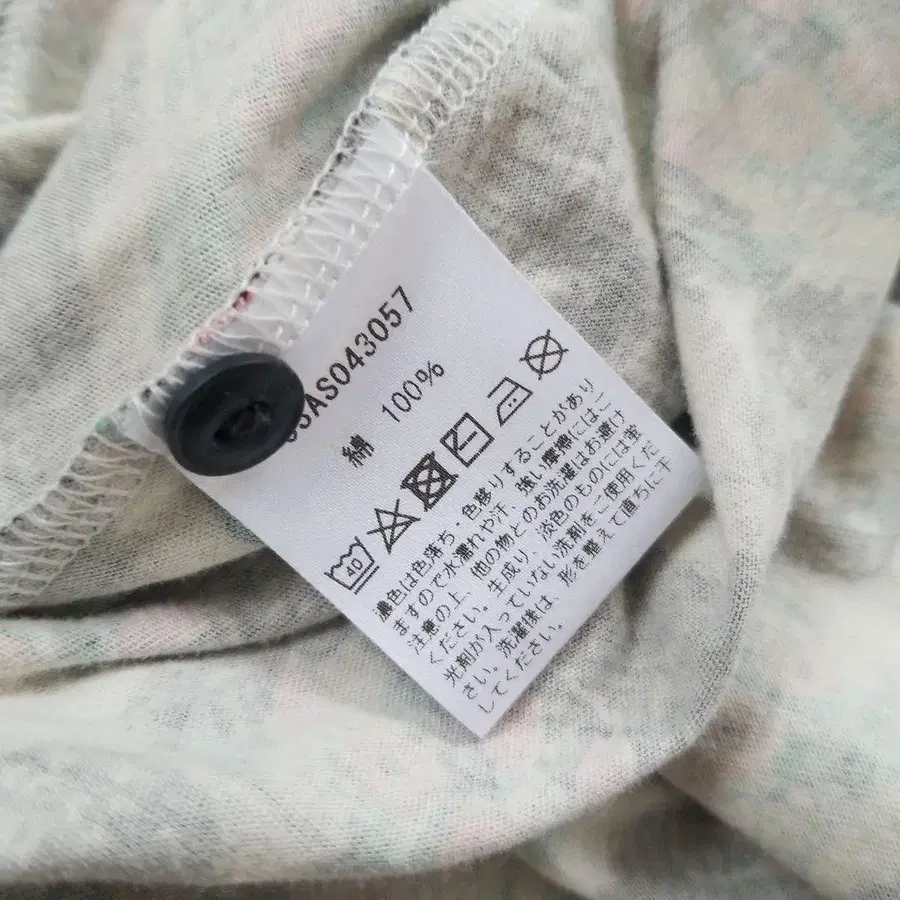 AS043057
綿 100%
40
濃色は色落ち・色移りすることがあり
ますので水濡れや汗、強い摩擦にはご
注意の上、他の物とのお洗濯はお避け
ください。生成り、淡色のものには蛍
光剤が入っていない洗剤をご使用くだ
さい。洗濯後は、形を整えて直ちに干
してください。